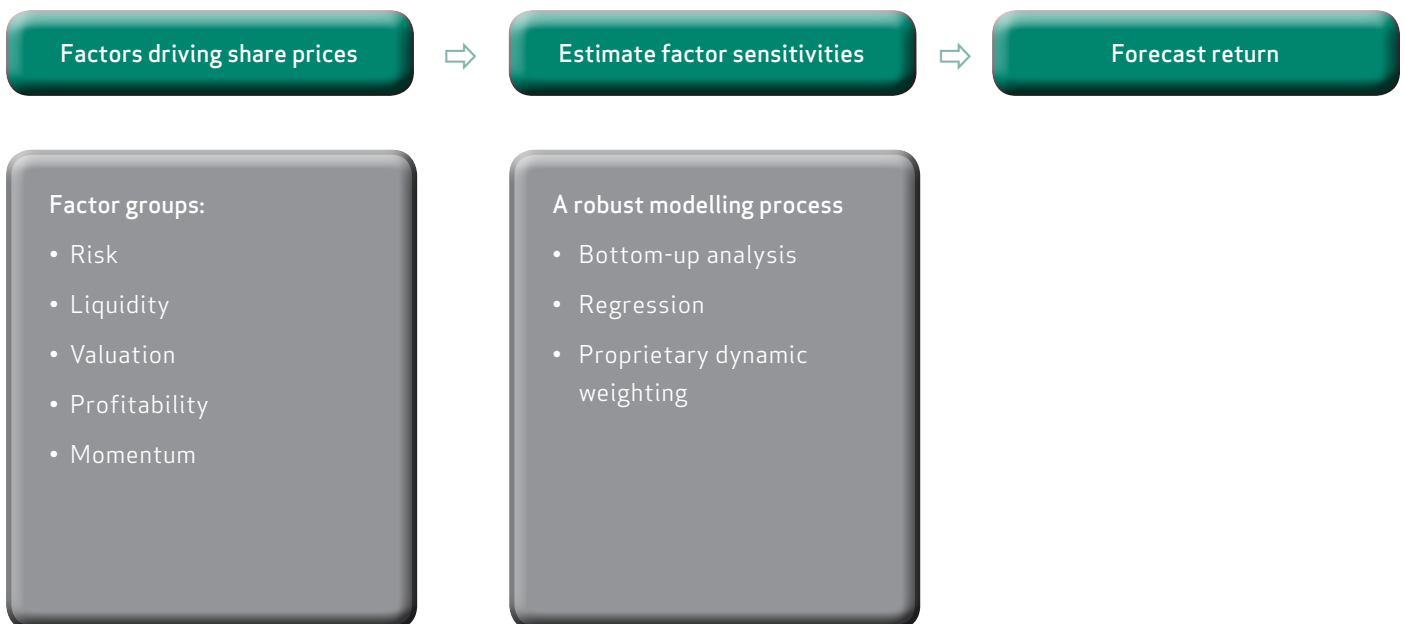 Factors driving share prices
Estimate factor sensitivities
Forecast return
Factor groups:
• Risk
• Liquidity
• Valuation
• Profitability
• Momentum
A robust modelling process
• Bottom-up analysis
• Regression
• Proprietary dynamic
weighting